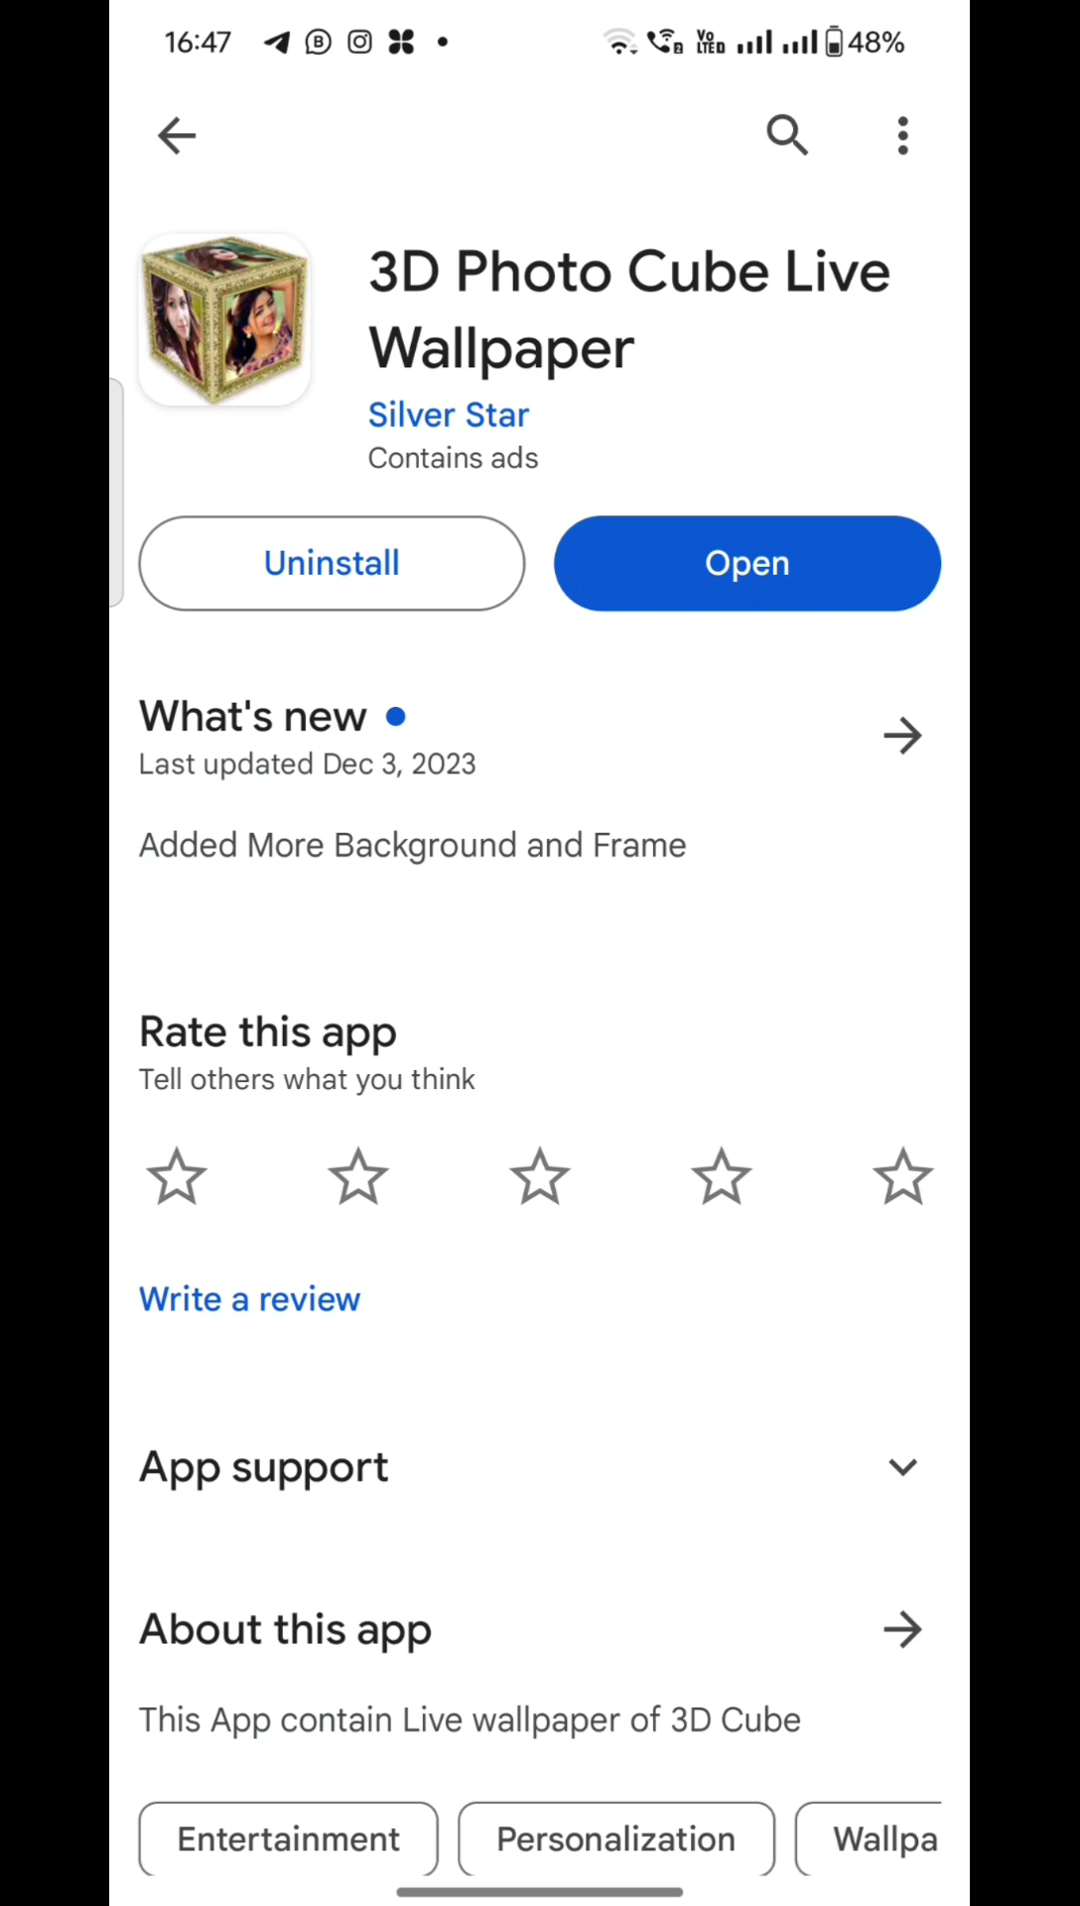 16:47
VoLTED 48%
3D Photo Cube Live
Wallpaper
Silver Star
Contains ads
Uninstall
Open
What's new
Last updated Dec 3, 2023
Added More Background and Frame
Rate this app
Tell others what you think
Write a review
App support
About this app
This App contain Live wallpaper of 3D Cube
Entertainment
Personalization
Wallpa